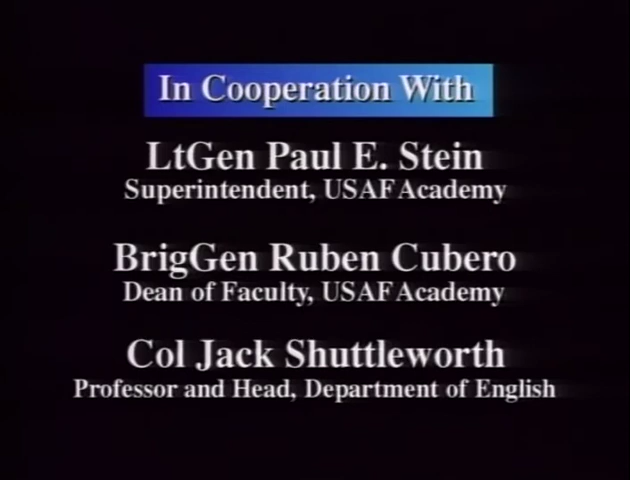 In Cooperation With
LtGen Paul E. Stein
Superintendent, USAF Academy
BrigGen Ruben Cubero
Dean of Faculty, USAF Academy
Col Jack Shuttleworth
Professor and Head, Department of English